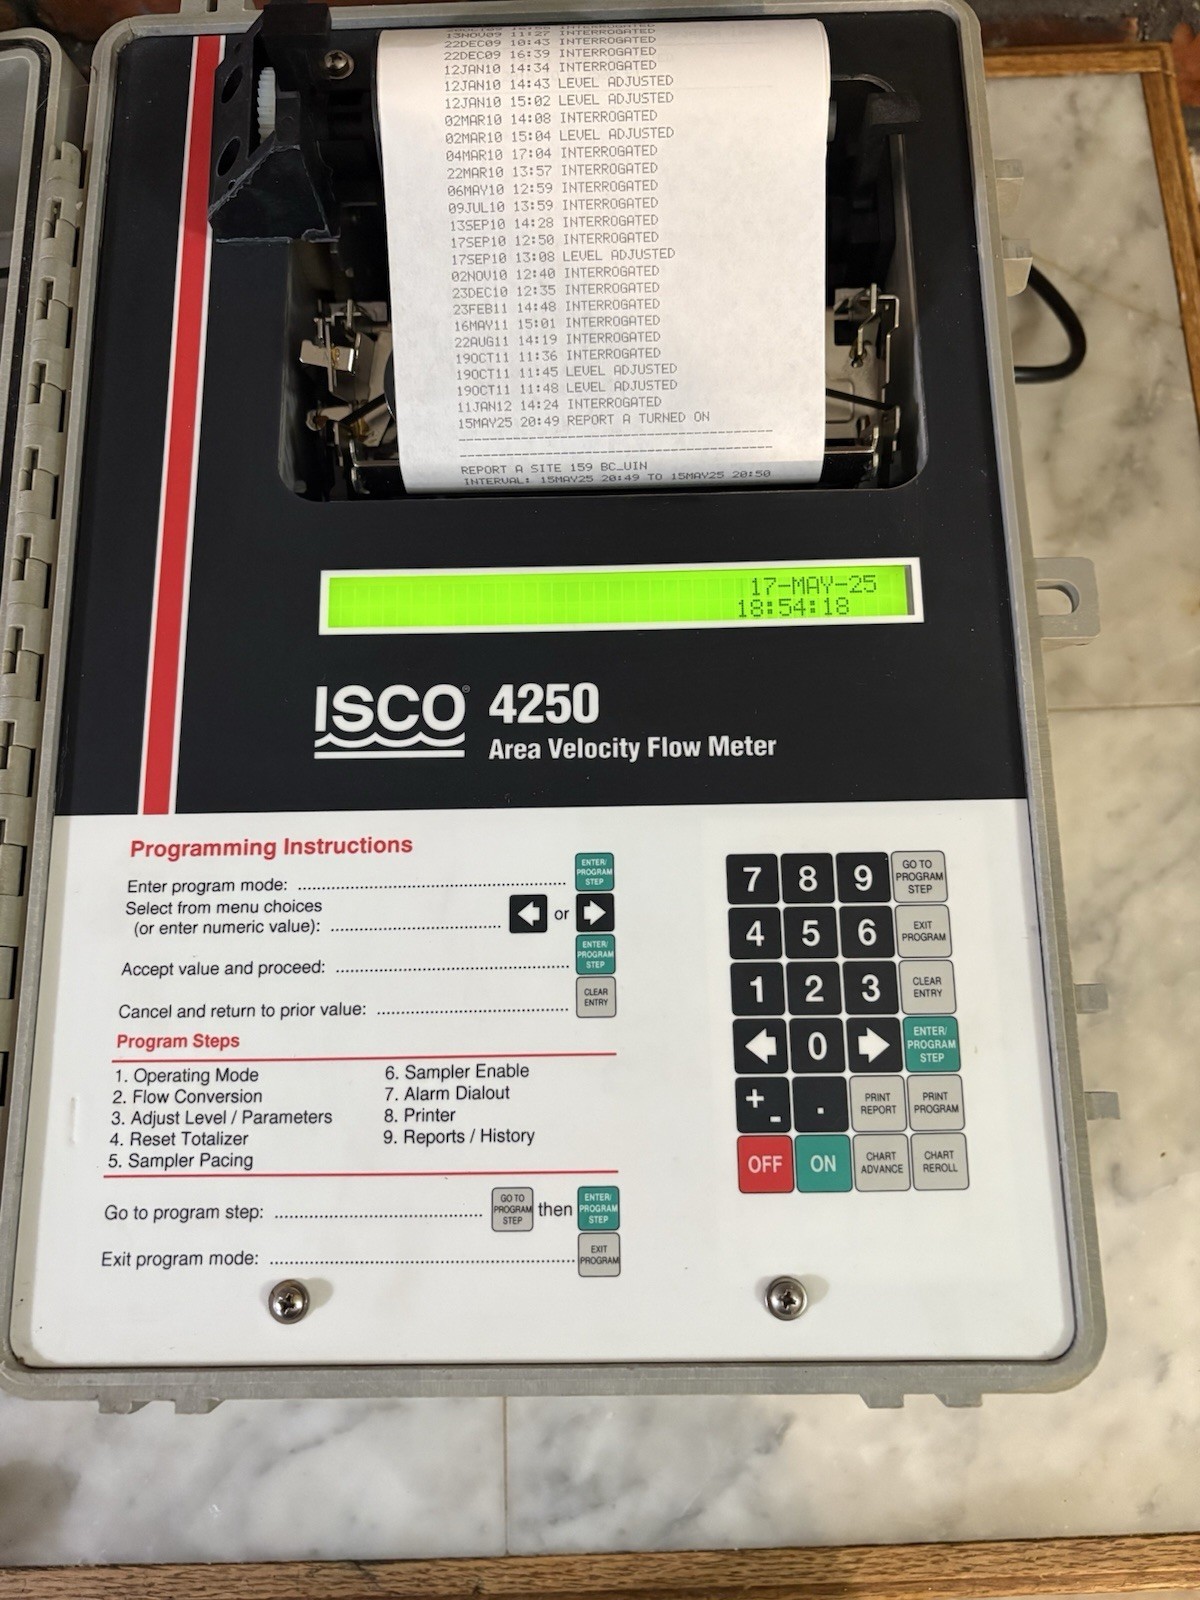 13NOV09 11:27 INTERROGATED
22DEC09 10:43 INTERROGATED
22DEC09 16:39 INTERROGATED
12JAN10 14:34 INTERROGATED
12JAN10 14:43 LEVEL ADJUSTED
12JAN10 15:02 LEVEL ADJUSTED
02MAR10 14:08 INTERROGATED
02MAR10 15:04 LEVEL ADJUSTED
04MAR10 17:04 INTERROGATED
22MAR10 13:57 INTERROGATED
06MAY10 12:59 INTERROGATED
09JUL10 13:59 INTERROGATED
13SEP10 14:28 INTERROGATED
17SEP10 12:50 INTERROGATED
17SEP10 13:08 LEVEL ADJUSTED
02NOV10 12:40 INTERROGATED
23DEC10 12:35 INTERROGATED
23FEB11 14:48 INTERROGATED
16MAY11 15:01 INTERROGATED
22AUG11 14:19 INTERROGATED
19OCT11 11:36 INTERROGATED
19OCT11 11:45 LEVEL ADJUSTED
19OCT11 11:48 LEVEL ADJUSTED
11JAN12 14:24 INTERROGATED
15MAY25 20:49 REPORT A TURNED ON
REPORT A SITE 159 BC_UIN
INTERVAL: 15MAY25 20:49 TO 15MAY25 20:50
17-MAY-25
18:54:18
ISCO® 4250
Area Velocity Flow Meter
Programming Instructions
Enter program mode: ENTER/ PROGRAM STEP
Select from menu choices
(or enter numeric value): or
Accept value and proceed: ENTER/ PROGRAM STEP
Cancel and return to prior value: CLEAR ENTRY
Program Steps
1. Operating Mode
2. Flow Conversion
3. Adjust Level / Parameters
4. Reset Totalizer
5. Sampler Pacing
6. Sampler Enable
7. Alarm Dialout
8. Printer
9. Reports / History
Go to program step: GO TO PROGRAM STEP then ENTER/ PROGRAM STEP
Exit program mode: EXIT PROGRAM
7 8 9 GO TO PROGRAM STEP
4 5 6 EXIT PROGRAM
1 2 3 CLEAR ENTRY
0 ENTER/ PROGRAM STEP
+ - . PRINT REPORT PRINT PROGRAM
OFF ON CHART ADVANCE CHART REROLL